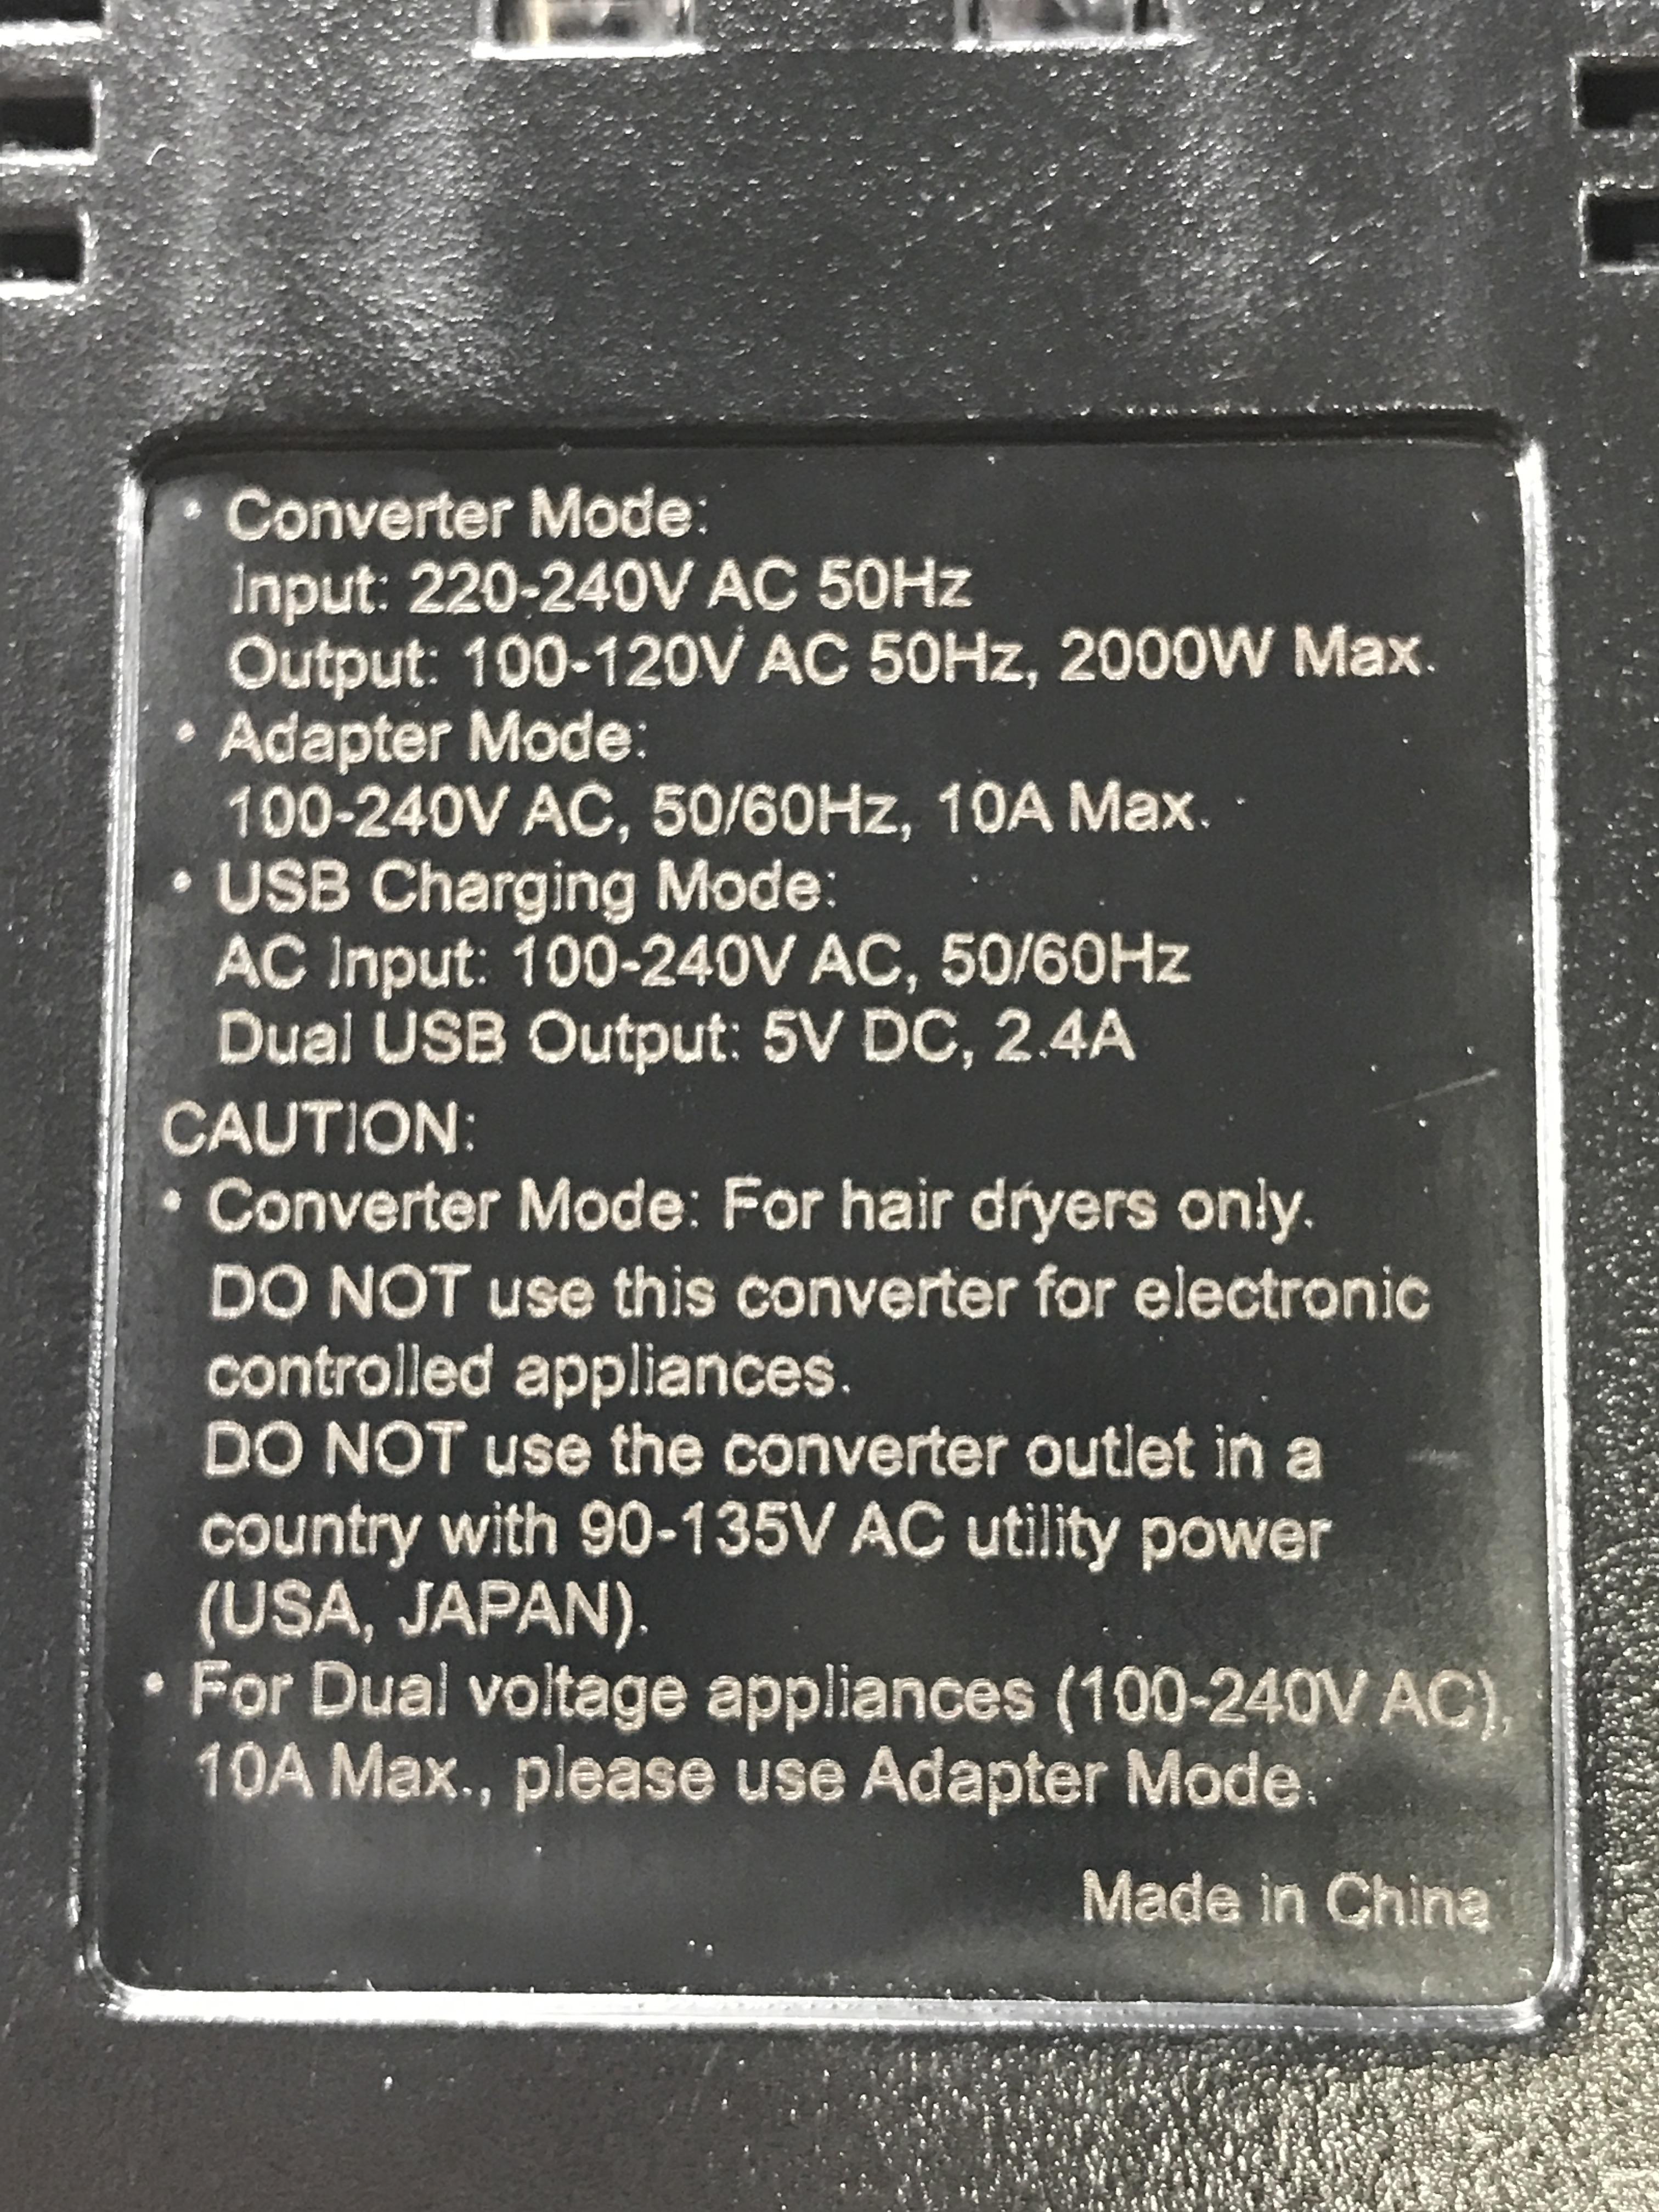 • Converter Mode:
Input: 220-240V AC 50Hz
Output: 100-120V AC 50Hz, 2000W Max.
• Adapter Mode:
100-240V AC, 50/60Hz, 10A Max.
• USB Charging Mode:
AC Input: 100-240V AC, 50/60Hz
Dual USB Output: 5V DC, 2.4A
CAUTION:
• Converter Mode: For hair dryers only.
DO NOT use this converter for electronic
controlled appliances.
DO NOT use the converter outlet in a
country with 90-135V AC utility power
(USA, JAPAN).
• For Dual voltage appliances (100-240V AC),
10A Max., please use Adapter Mode.
Made in China